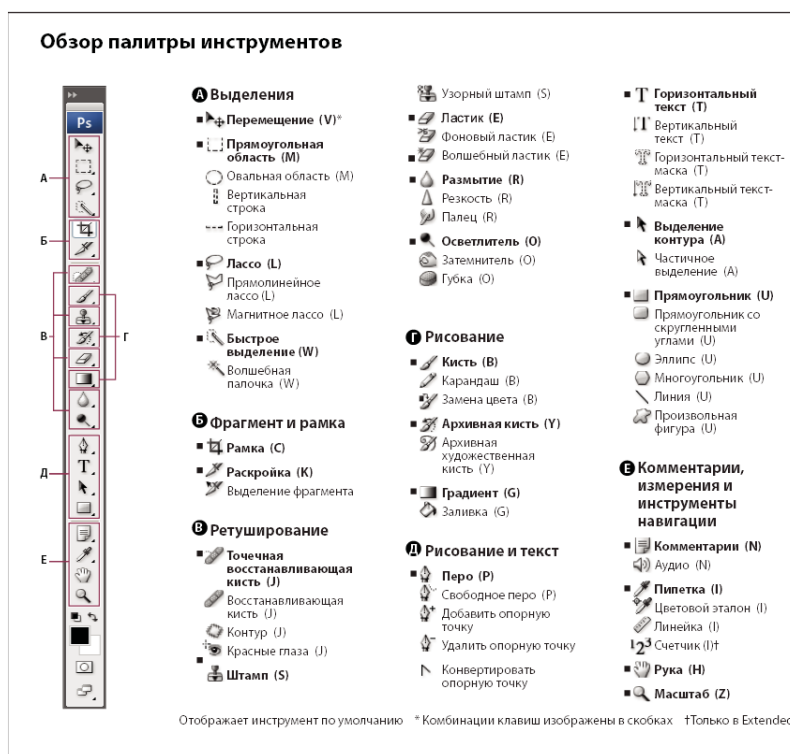 Обзор палитры инструментов
Ps
А
Б
В
Г
Д
Е
А Выделения
Перемещение (V)*
Прямоугольная
область (M)
Овальная область (M)
Вертикальная
строка
Горизонтальная
строка
Лассо (L)
Прямолинейное
лассо (L)
Магнитное лассо (L)
Быстрое
выделение (W)
Волшебная
палочка (W)
Б Фрагмент и рамка
Рамка (C)
Раскройка (K)
Выделение фрагмента
В Ретуширование
Точечная
восстанавливающая
кисть (J)
Восстанавливающая
кисть (J)
Контур (J)
Красные глаза (J)
Штамп (S)
Узорный штамп (S)
Ластик (E)
Фоновый ластик (E)
Волшебный ластик (E)
Размытие (R)
Резкость (R)
Палец (R)
Осветлитель (O)
Затемнитель (O)
Губка (O)
Г Рисование
Кисть (B)
Карандаш (B)
Замена цвета (B)
Архивная кисть (Y)
Архивная
художественная
кисть (Y)
Градиент (G)
Заливка (G)
Д Рисование и текст
Перо (P)
Свободное перо (P)
Добавить опорную
точку
Удалить опорную точку
Конвертировать
опорную точку
Горизонтальный
текст (T)
Вертикальный
текст (T)
Горизонтальный текст-
маска (T)
Вертикальный текст-
маска (T)
Выделение
контура (A)
Частичное
выделение (A)
Прямоугольник (U)
Прямоугольник со
скругленными
углами (U)
Эллипс (U)
Многоугольник (U)
Линия (U)
Произвольная
фигура (U)
Е Комментарии,
измерения и
инструменты
навигации
Комментарии (N)
Аудио (N)
Пипетка (I)
Цветовой эталон (I)
Линейка (I)
Счетчик (I)†
Рука (H)
Масштаб (Z)
Отображает инструмент по умолчанию * Комбинации клавиш изображены в скобках †Только в Extended